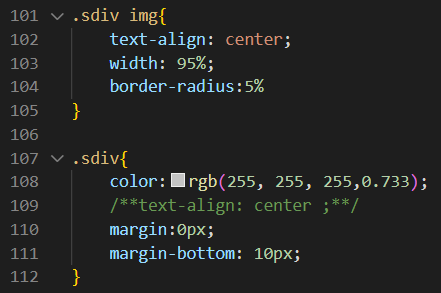 101 .sdiv img{
102 text-align: center;
103 width: 95%;
104 border-radius:5%
105 }
106
107 .sdiv{
108 color:rgb(255, 255, 255,0.733);
109 /**text-align: center ;**/
110 margin:0px;
111 margin-bottom: 10px;
112 }